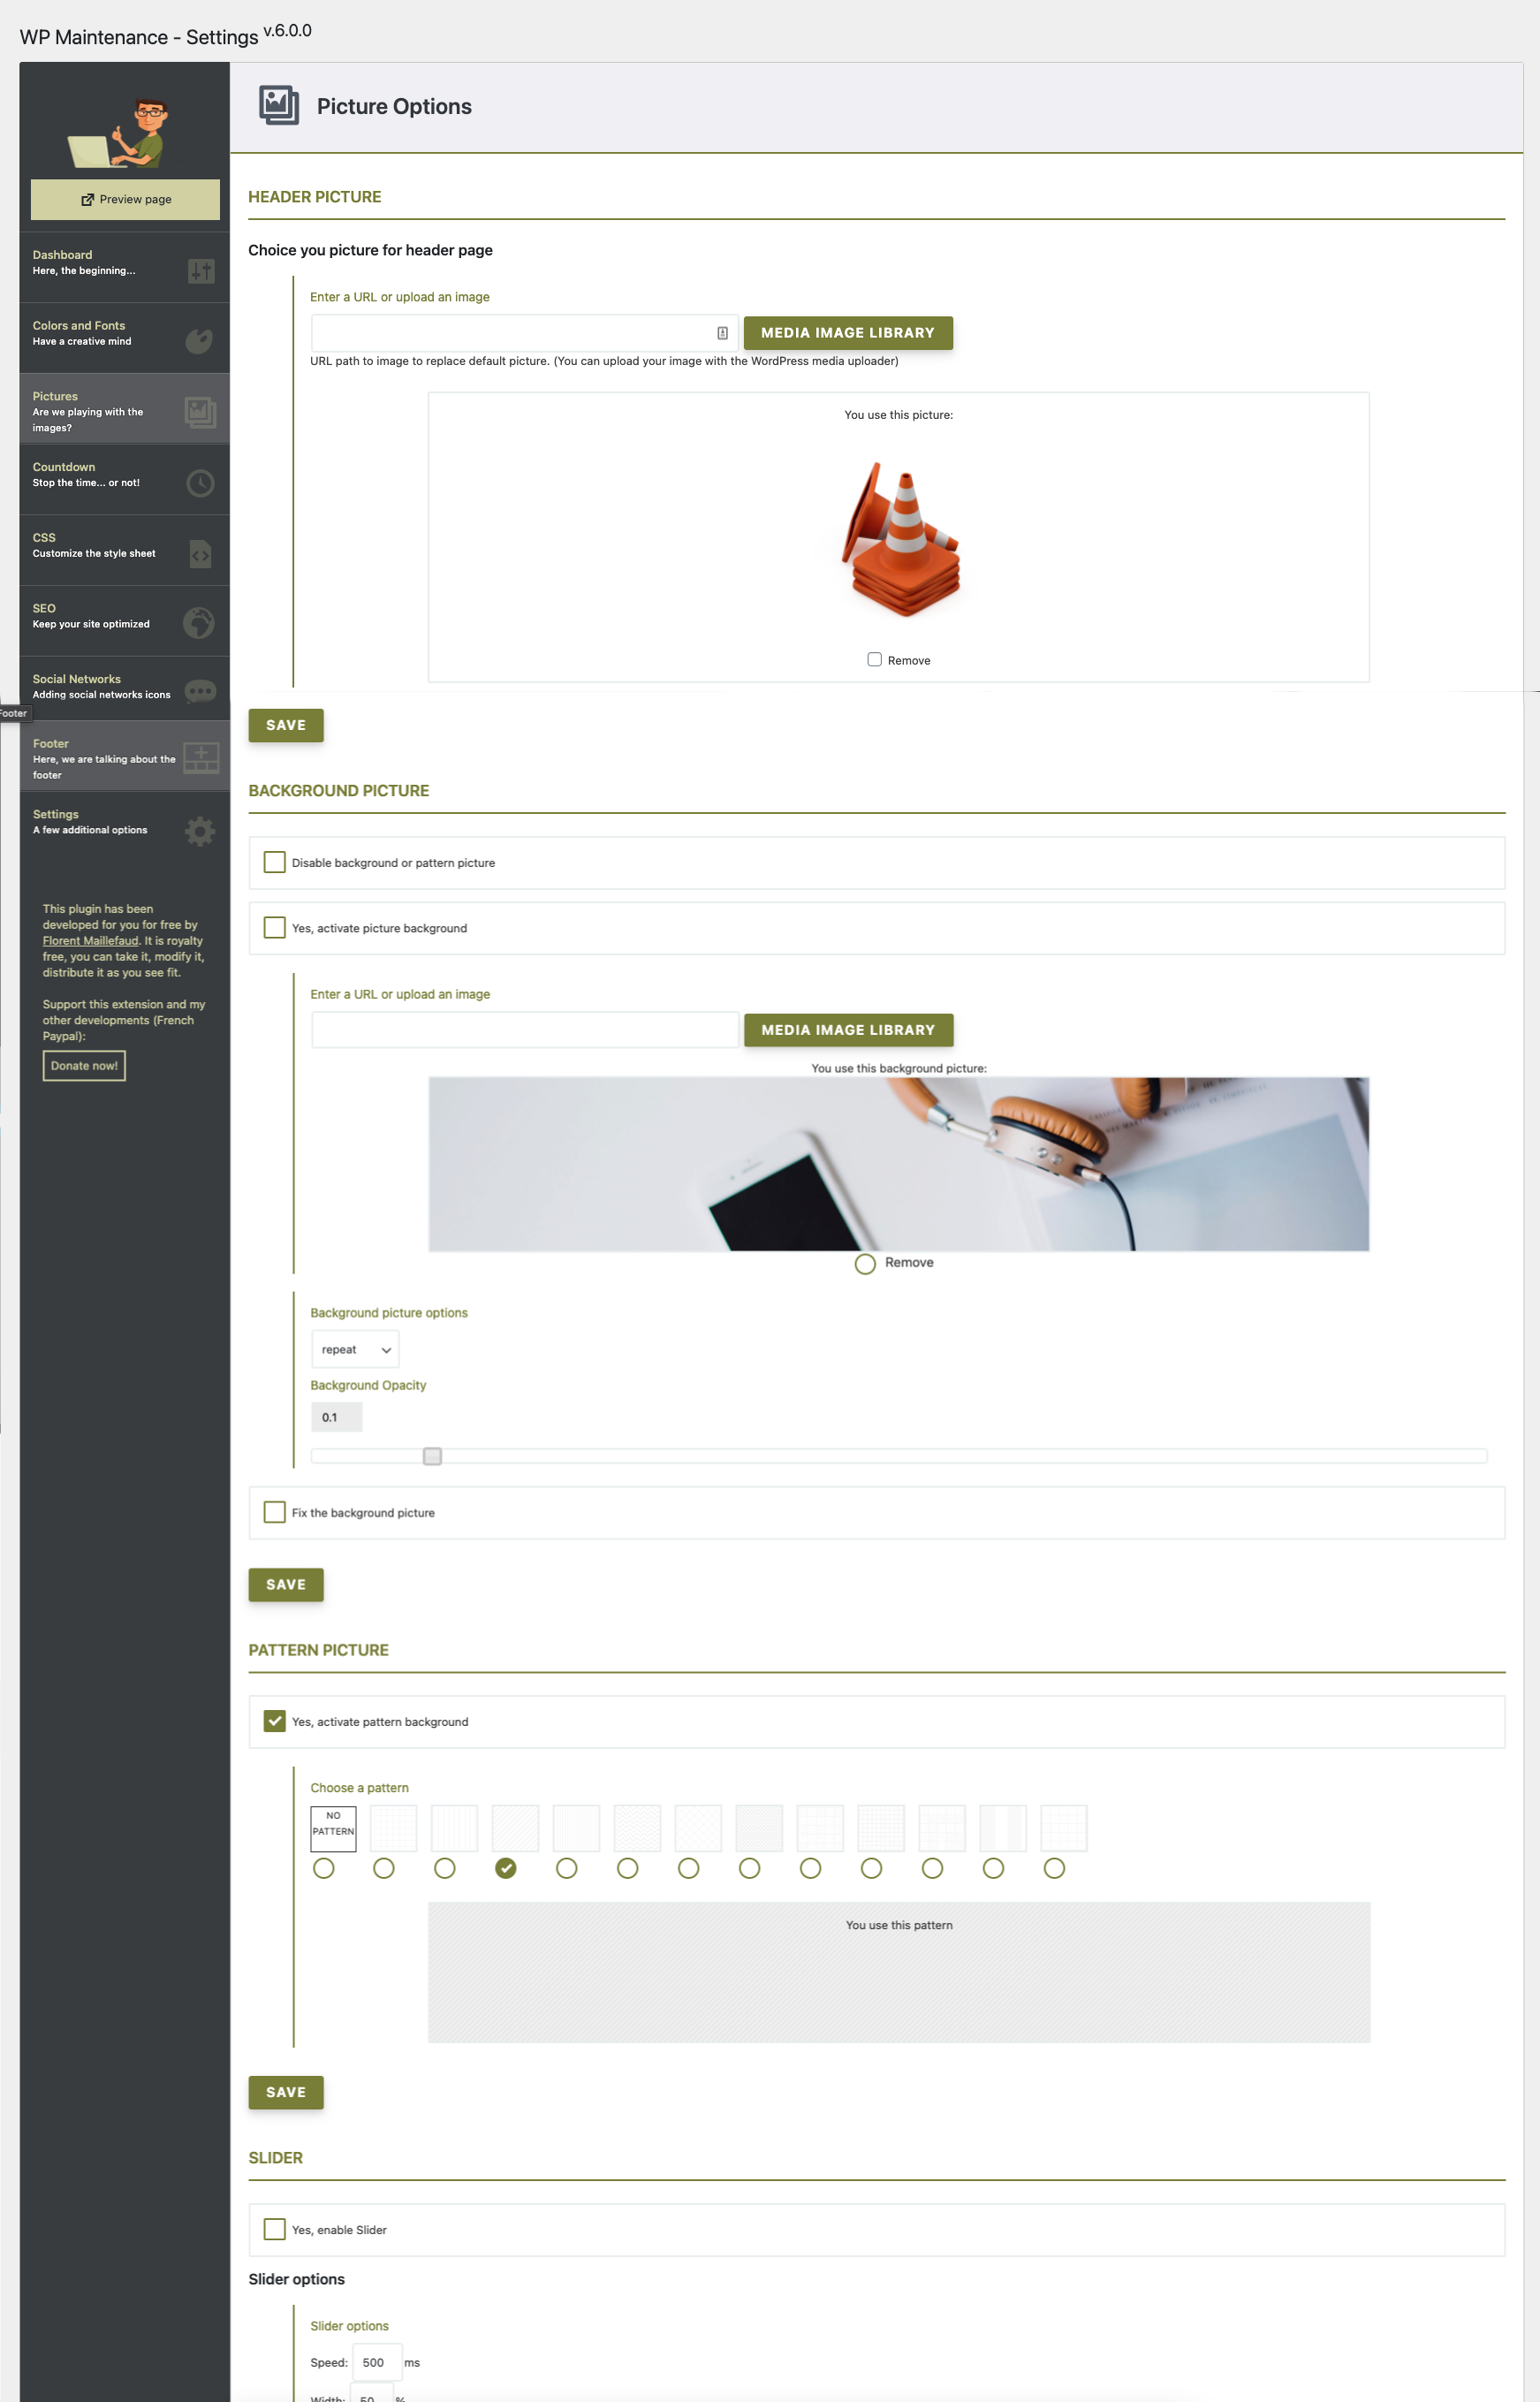 WP Maintenance - Settings v.6.0.0
Preview page
Dashboard
Here, the beginning...
Colors and Fonts
Have a creative mind
Pictures
Are we playing with the
images?
Countdown
Stop the time... or not!
CSS
Customize the style sheet
SEO
Keep your site optimized
Social Networks
Adding social networks icons
Footer
Footer
Here, we are talking about the
footer
Settings
A few additional options
This plugin has been
developed for you for free by
Florent Maillefaud. It is royalty
free, you can take it, modify it,
distribute it as you see fit.
Support this extension and my
other developments (French
Paypal):
Donate now!
Picture Options
HEADER PICTURE
Choice you picture for header page
Enter a URL or upload an image
MEDIA IMAGE LIBRARY
URL path to image to replace default picture. (You can upload your image with the WordPress media uploader)
You use this picture:
Remove
SAVE
BACKGROUND PICTURE
Disable background or pattern picture
Yes, activate picture background
Enter a URL or upload an image
MEDIA IMAGE LIBRARY
You use this background picture:
Remove
Background picture options
repeat
Background Opacity
0.1
Fix the background picture
SAVE
PATTERN PICTURE
Yes, activate pattern background
Choose a pattern
NO
PATTERN
You use this pattern
SAVE
SLIDER
Yes, enable Slider
Slider options
Slider options
Speed: 500 ms
Width: 50 %